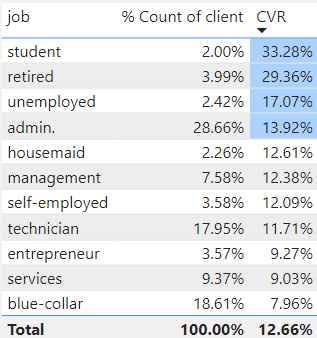 job % Count of client CVR
student 2.00% 33.28%
retired 3.99% 29.36%
unemployed 2.42% 17.07%
admin. 28.66% 13.92%
housemaid 2.26% 12.61%
management 7.58% 12.38%
self-employed 3.58% 12.09%
technician 17.95% 11.71%
entrepreneur 3.57% 9.27%
services 9.37% 9.03%
blue-collar 18.61% 7.96%
Total 100.00% 12.66%